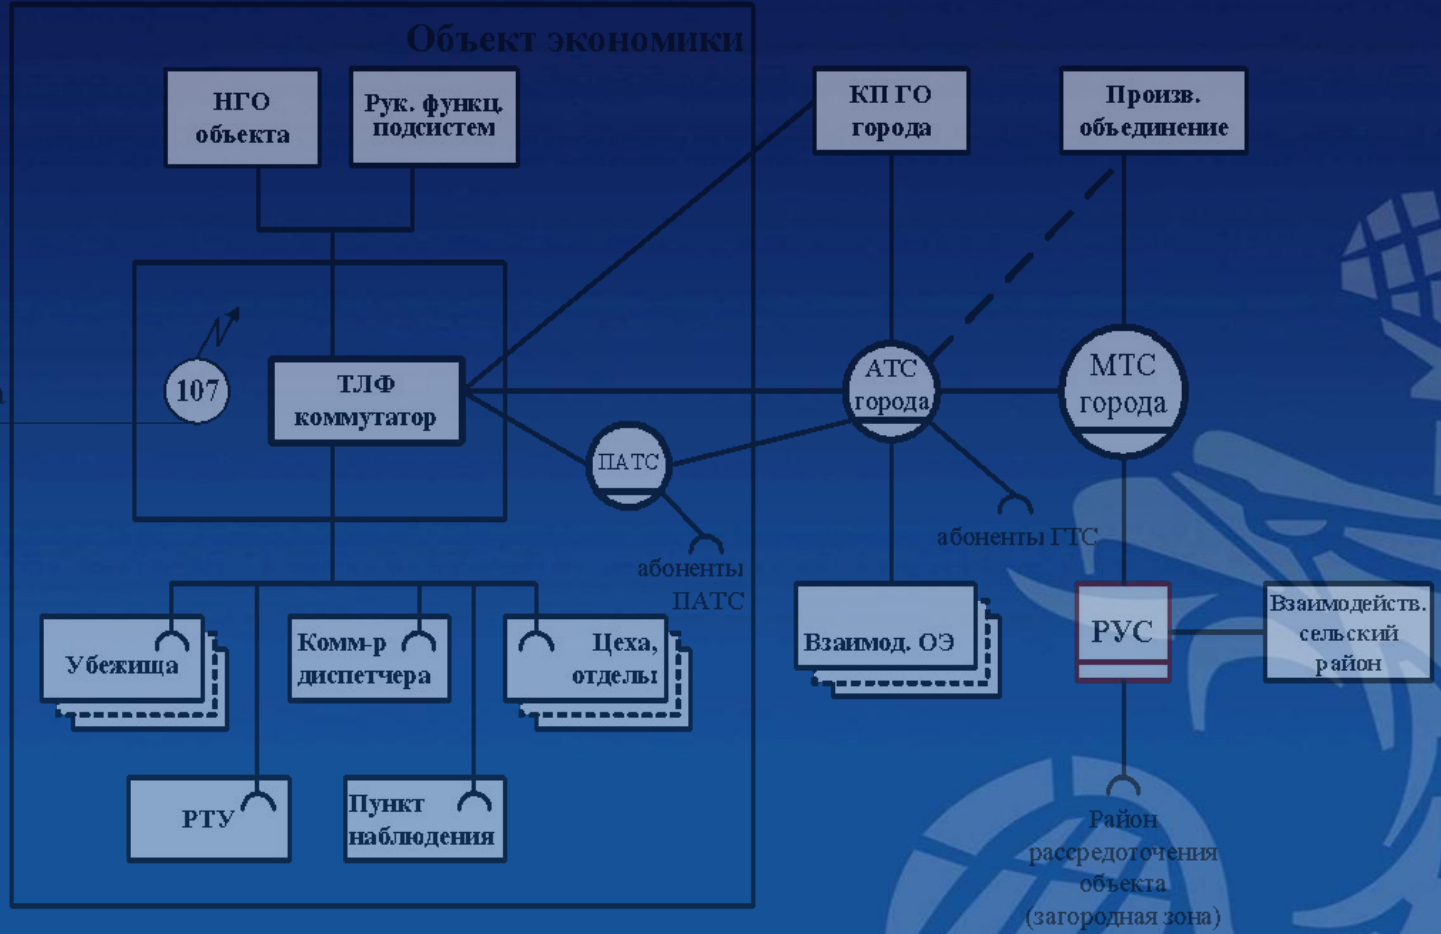 Объект экономики
НГО
объекта
Рук. функц.
подсистем
КП ГО
города
Произв.
объединение
107
ТЛФ
коммутатор
АТС
города
МТС
города
ПАТС
абоненты
ПАТС
абоненты ГТС
Убежища
Комм-р
диспетчера
Цеха,
отделы
Взаимод. ОЭ
РУС
Взаимодейств.
сельский
район
РТУ
Пункт
наблюдения
Район
рассредоточения
объекта
(загородная зона)